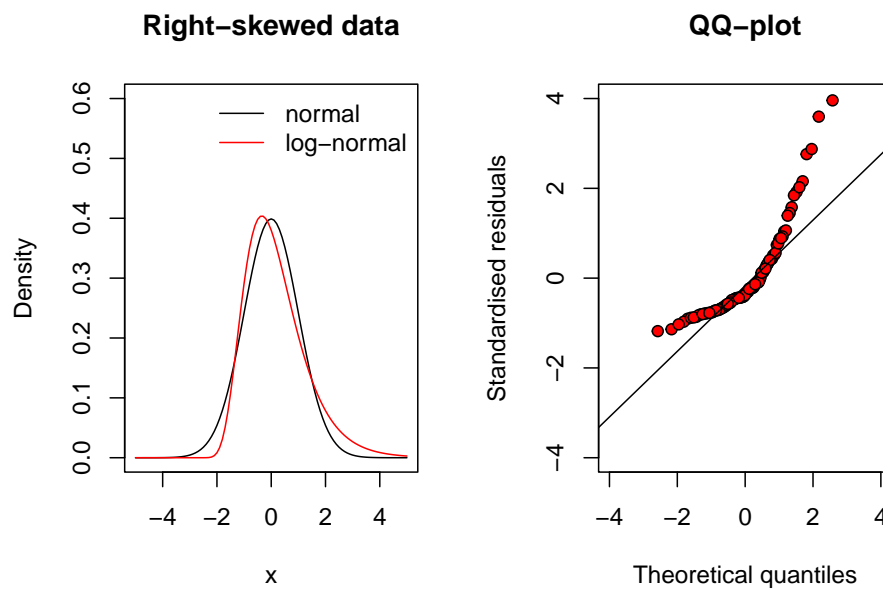 Right−skewed data
0.6
0.5
0.4
0.3
0.2
0.1
0.0
Density
normal
log−normal
−4 −2 0 2 4
x
QQ−plot
4
2
0
−2
−4
Standardised residuals
−4 −2 0 2 4
Theoretical quantiles